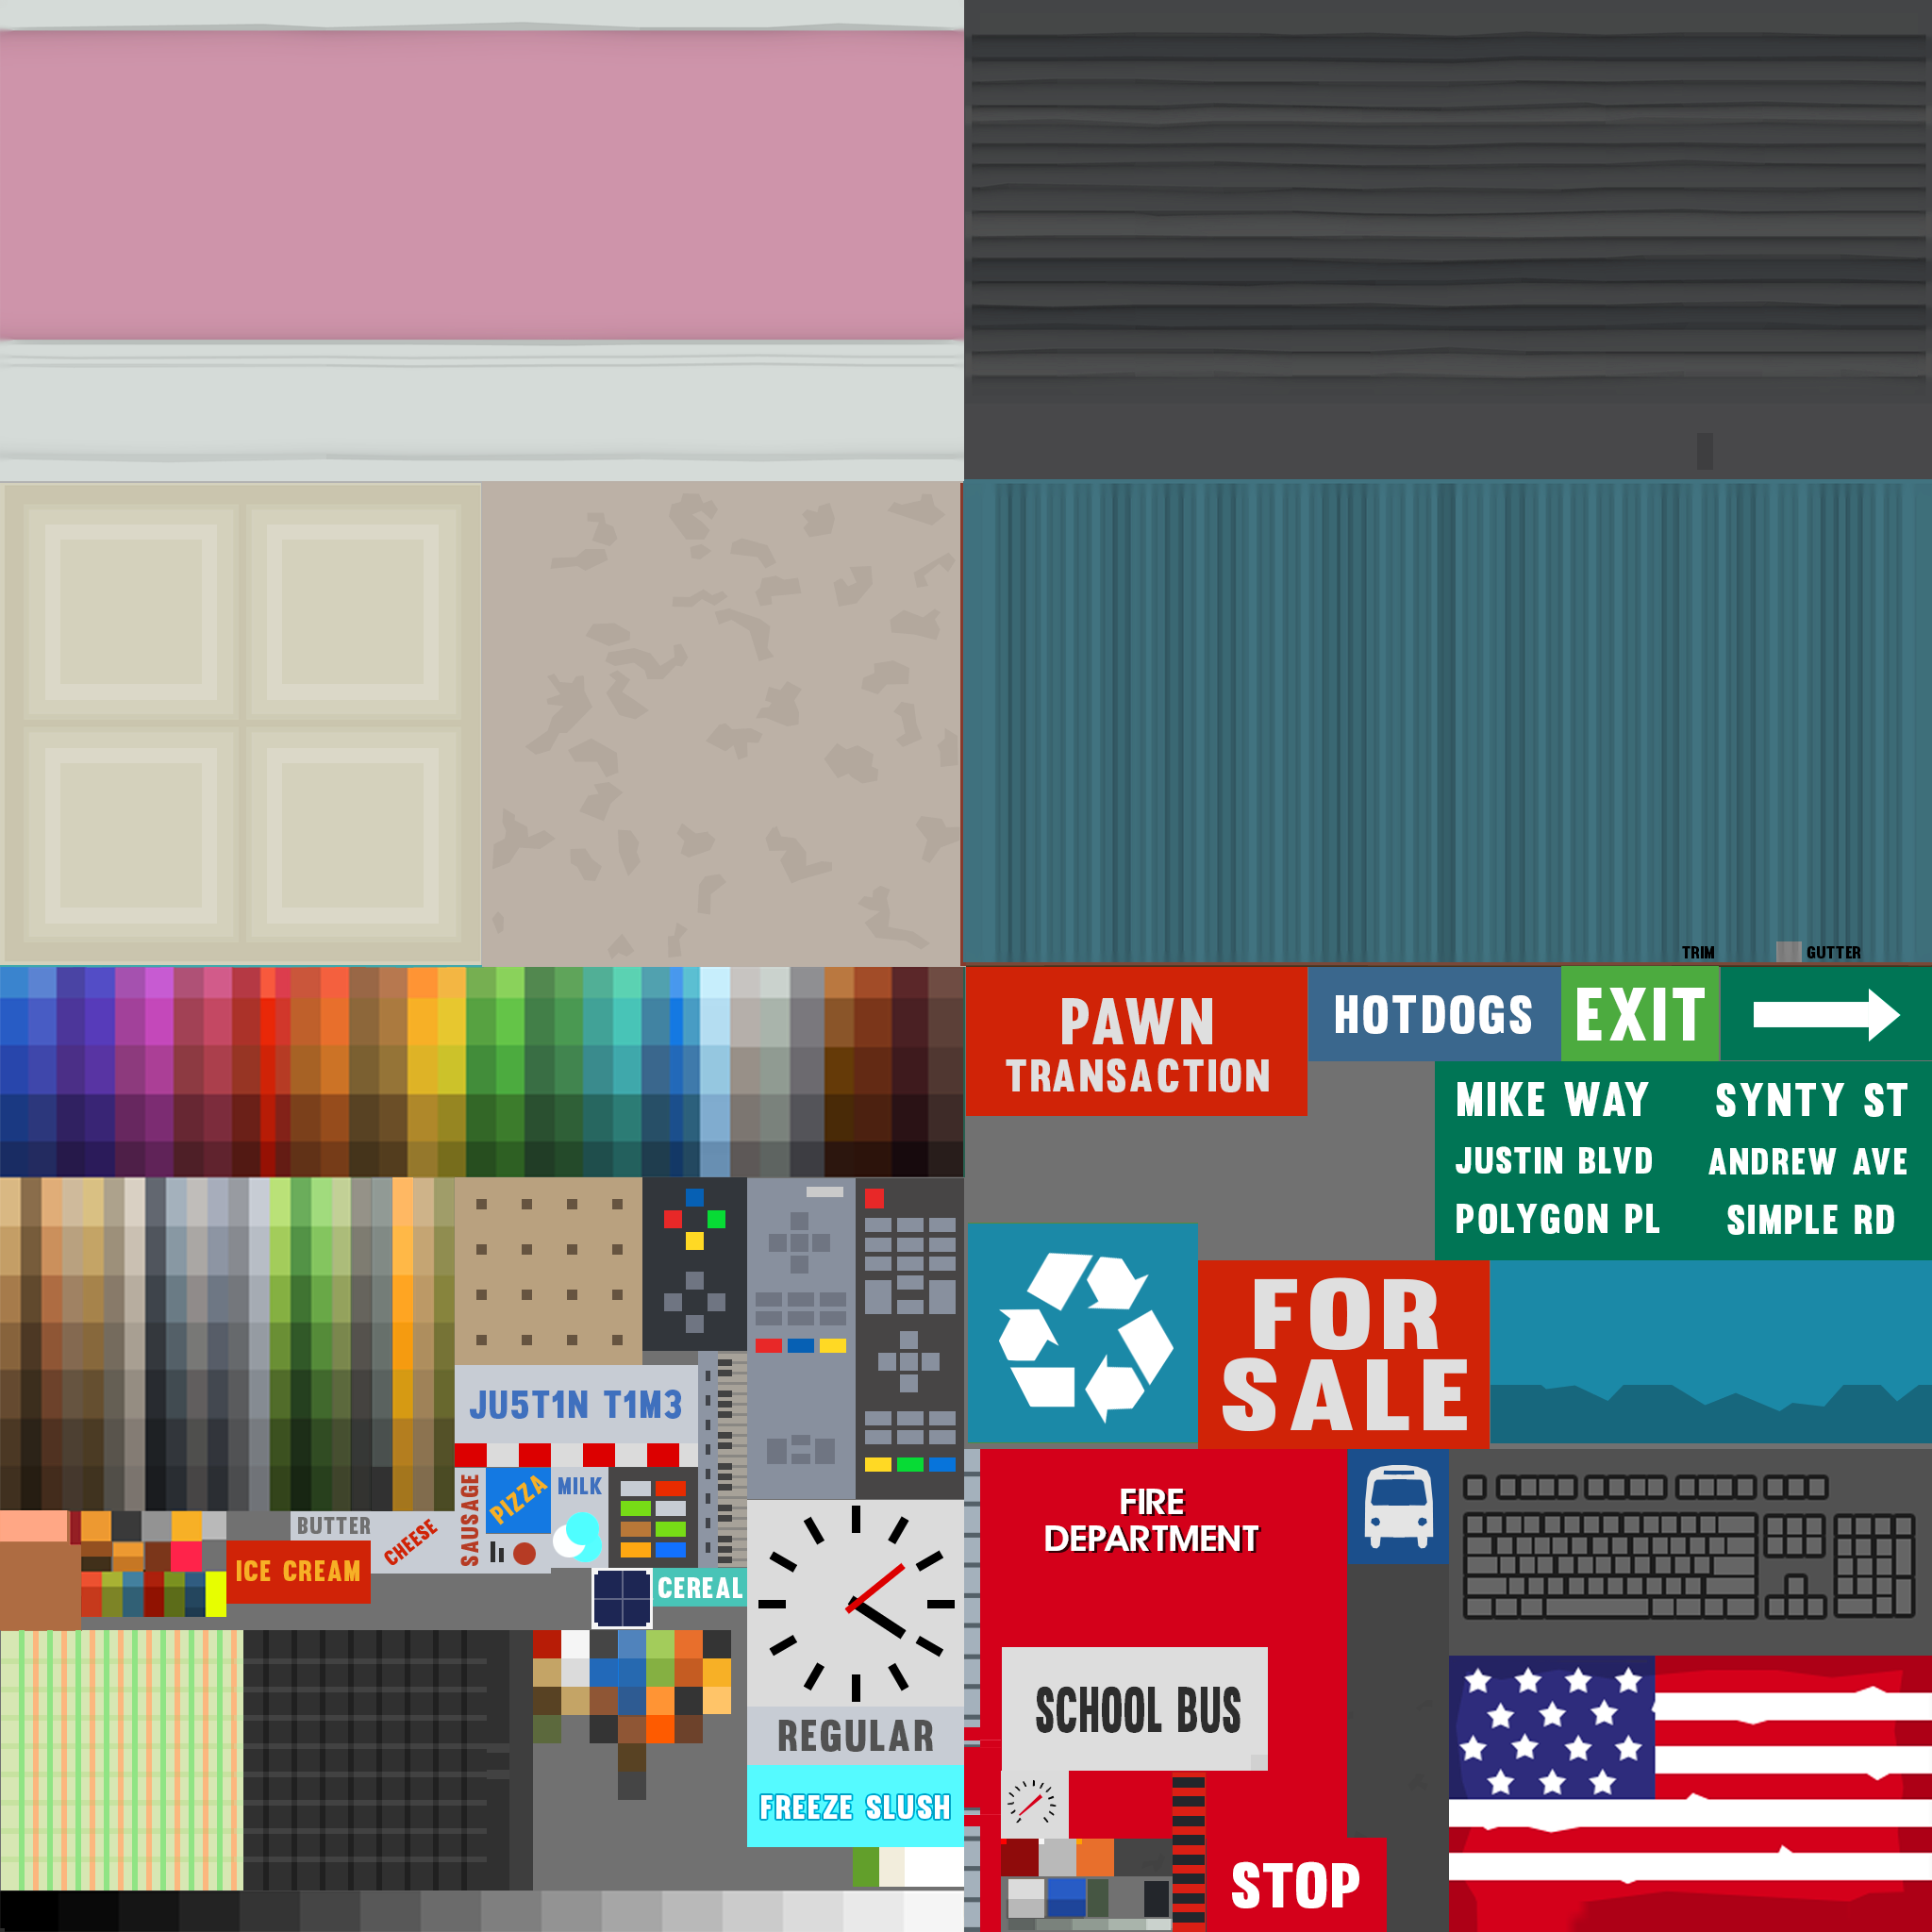 TRIM
GUTTER
PAWN
TRANSACTION
HOTDOGS
EXIT
MIKE WAY
SYNTY ST
JUSTIN BLVD
ANDREW AVE
POLYGON PL
SIMPLE RD
FOR
SALE
JU5T1N T1M3
SAUSAGE
PIZZA
MILK
BUTTER
CHEESE
ICE CREAM
CEREAL
REGULAR
FREEZE SLUSH
FIRE
DEPARTMENT
SCHOOL BUS
STOP